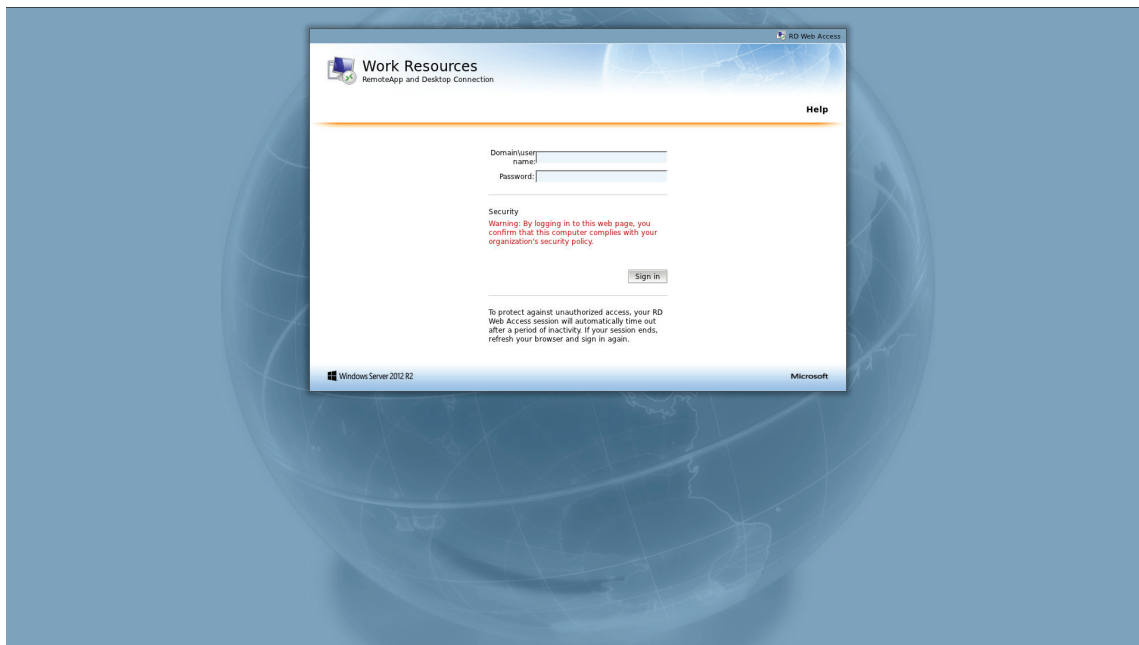 RD Web Access
Work Resources
RemoteApp and Desktop Connection
Help
Domain\user
name:
Password:
Security
Warning: By logging in to this web page, you
confirm that this computer complies with your
organization's security policy.
Sign in
To protect against unauthorized access, your RD
Web Access session will automatically time out
after a period of inactivity. If your session ends,
refresh your browser and sign in again.
Windows Server 2012 R2
Microsoft